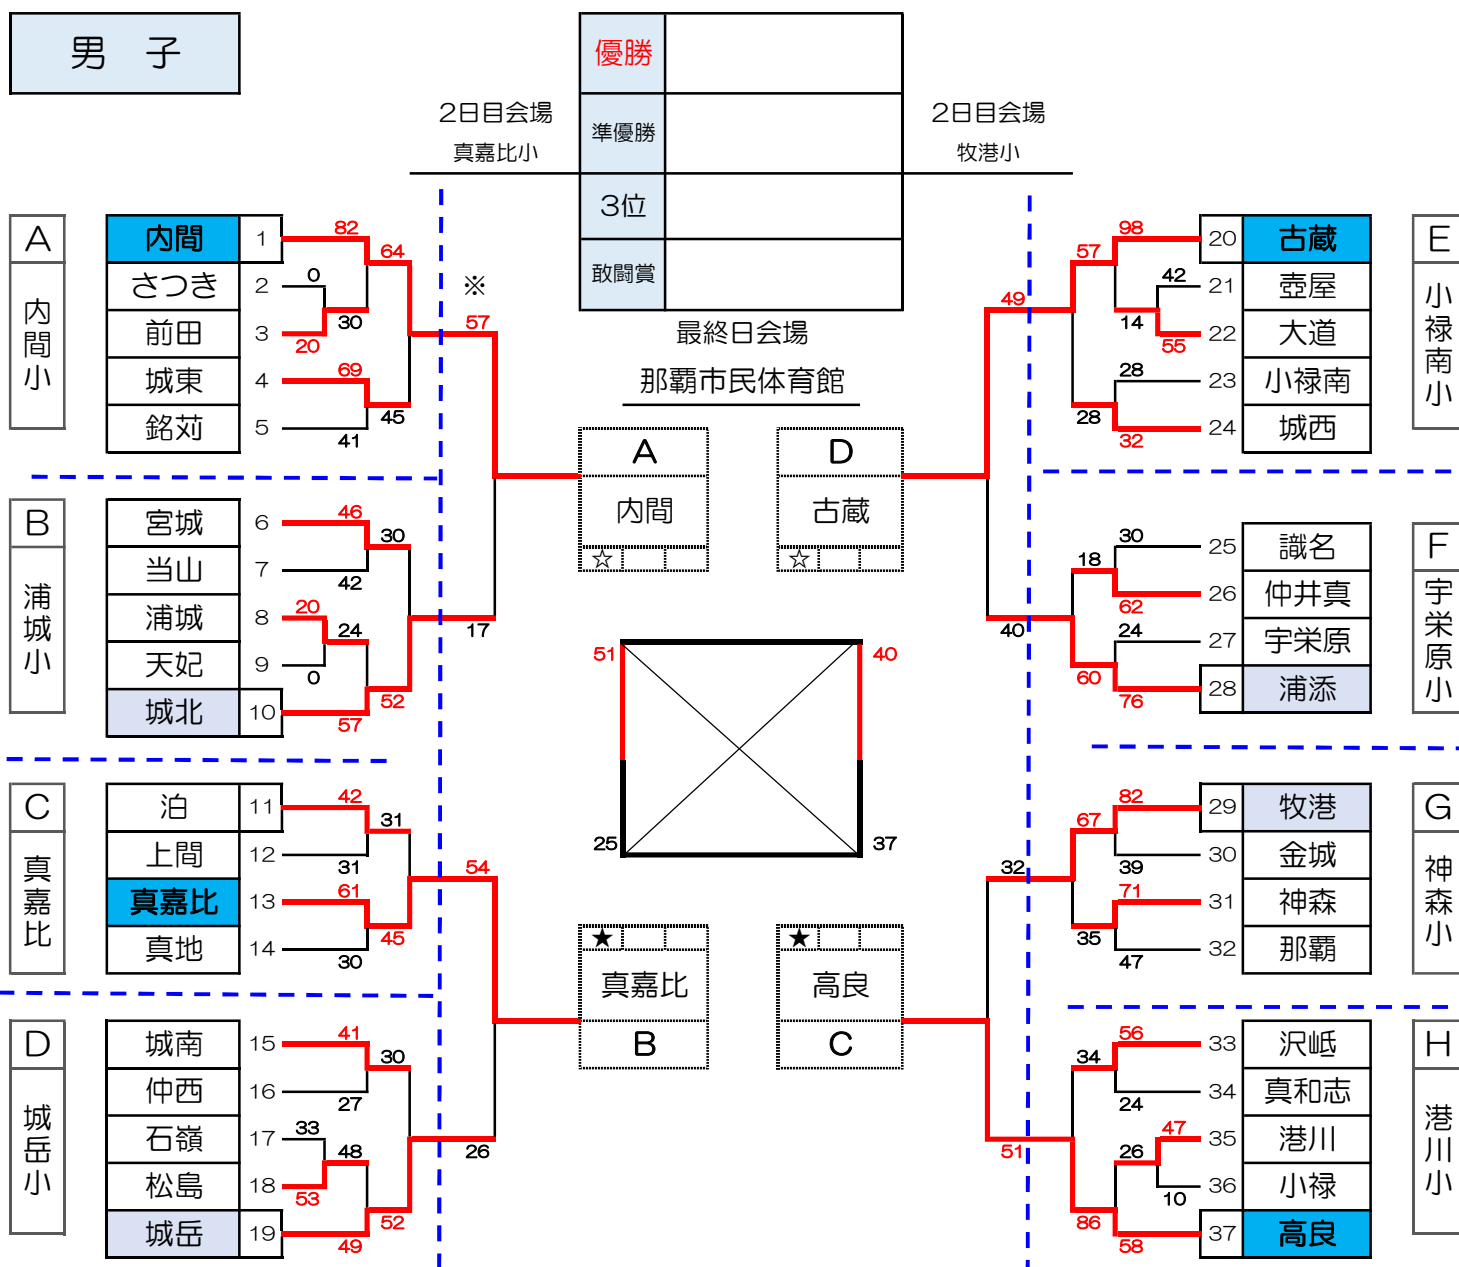 男 子
優勝
準優勝
3位
敢闘賞
2日目会場
真嘉比小
2日目会場
牧港小
最終日会場
那覇市民体育館
※
A
内間小
内間 1 82
さつき 2 0
前田 3 20
城東 4 69
銘苅 5 41
30
64
45
57
B
浦城小
宮城 6 46
当山 7 42
浦城 8 20
天妃 9 0
城北 10 57
30
24
52
17
C
真嘉比
泊 11 42
上間 12 31
真嘉比 13 61
真地 14 30
31
45
54
D
城岳小
城南 15 41
仲西 16 27
石嶺 17 33
松島 18 53
城岳 19 49
30
48
52
26
A
内間
☆
D
古蔵
☆
51
40
25
37
★
真嘉比
B
★
高良
C
E
小禄南小
98 20 古蔵
42 21 壺屋
55 22 大道
28 23 小禄南
32 24 城西
57
14
28
49
F
宇栄原小
30 25 識名
62 26 仲井真
24 27 宇栄原
76 28 浦添
18
60
40
G
神森小
82 29 牧港
39 30 金城
71 31 神森
47 32 那覇
67
35
32
H
港川小
56 33 沢岻
24 34 真和志
47 35 港川
10 36 小禄
58 37 高良
34
26
86
51